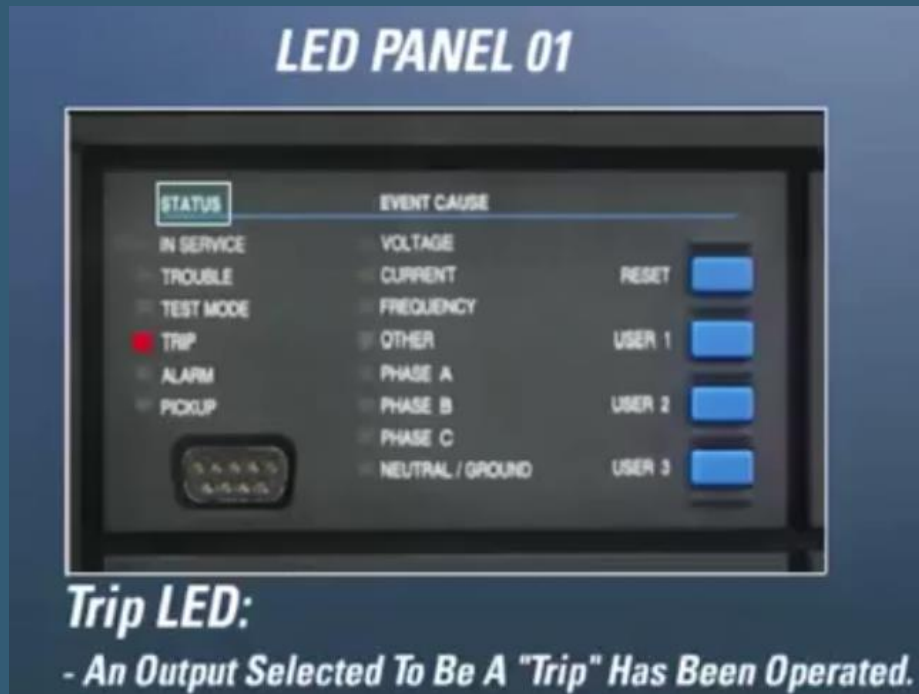 LED PANEL 01
STATUS
EVENT CAUSE
IN SERVICE
TROUBLE
TEST MODE
TRIP
ALARM
PICKUP
VOLTAGE
CURRENT
FREQUENCY
OTHER
PHASE A
PHASE B
PHASE C
NEUTRAL / GROUND
RESET
USER 1
USER 2
USER 3
Trip LED:
- An Output Selected To Be A "Trip" Has Been Operated.